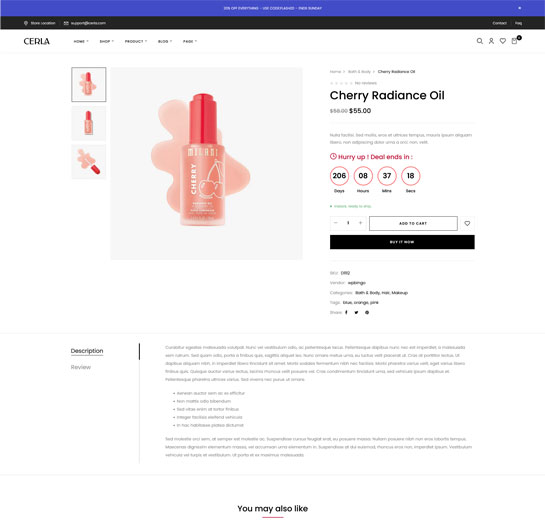 20% OFF EVERYTHING - USE CODE:FLASH20 - ENDS SUNDAY
Store Location
support@cerla.com
Contact
Faq
CERLA
HOME
SHOP
PRODUCT
BLOG
PAGE
0
Home > Bath & Body > Cherry Radiance Oil
No reviews
Cherry Radiance Oil
$58.00 $55.00
Nulla facilisi. Sed mollis, eros et ultrices tempus, mauris ipsum aliquam
libero, non adipiscing dolor urna a orci. nam velit.
Hurry up ! Deal ends in :
206 08 37 18
Days Hours Mins Secs
instock, ready to ship
− 1 +
ADD TO CART
BUY IT NOW
SKU:
Vendor: wpbingo
Categories: Bath & Body, Hair, Makeup
Tags: blue, orange, pink
Share:
MILANI
CHERRY
Description
Review
Curabitur egestas malesuada volutpat. Nunc vel vestibulum odio, ac pellentesque lacus. Pellentesque dapibus nunc nec est imperdiet, a malesuada
sem rutrum. Sed quam odio, porta a finibus quis, sagittis aliquet leo. Nunc ornare metus urna, eu luctus velit placerat ut. Cras at porttitor lectus. Ut
dapibus aliquam nibh, in imperdiet libero tincidunt et. Morbi sodales fermentum nibh nec facilisis. Morbi pharetra varius velit, eget varius libero
finibus quis. Quisque auctor varius lectus, lacinia rhoncus velit posuere vel. Cras condimentum tincidunt urna, sed vehicula ipsum dapibus et.
Pellentesque pharetra ultrices varius. Sed viverra nec purus ut ornare.
Aenean auctor sem ac ex efficitur
Non mattis odio bibendum
Sed vitae enim at tortor finibus
Integer facilisis eleifend vehicula
In hac habitasse platea dictumst
Sed molestie orci sem, at semper est molestie ac. Suspendisse cursus feugiat erat, eu posuere massa. Nullam posuere nibh non eros lobortis tempus.
Maecenas dignissim elementum massa, vel accumsan urna elementum in. Suspendisse at dui euismod, rhoncus eros non, imperdiet ipsum. Vestibulum
vehicula vel turpis et vestibulum. Ut porta et ex maximus malesuada.
You may also like